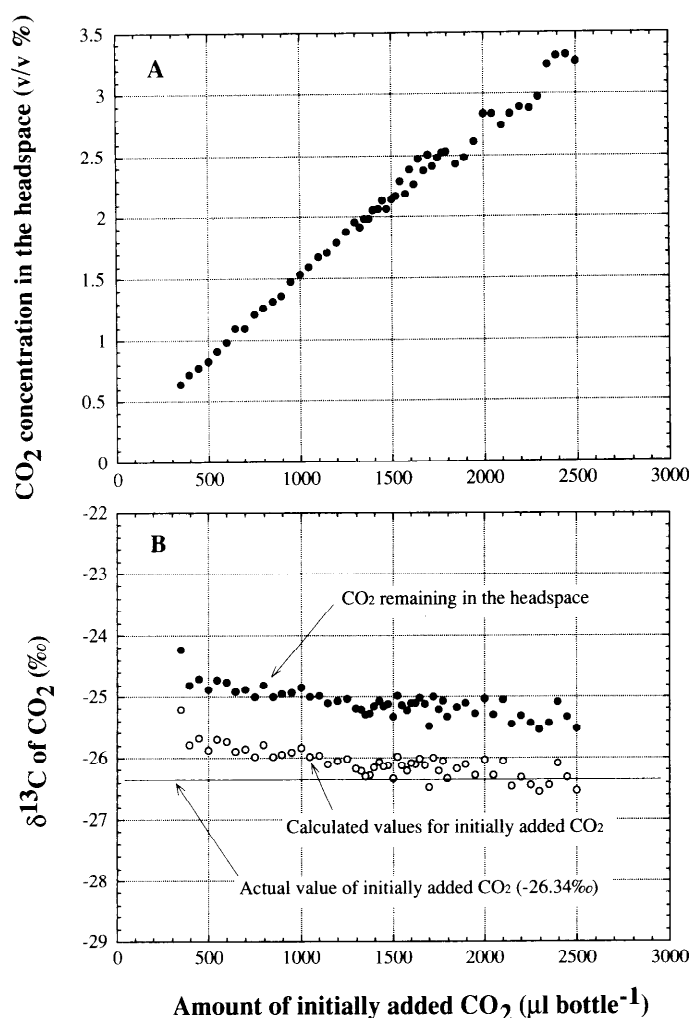 CO2 concentration in the headspace (v/v %)
3.5
3
2.5
2
1.5
1
0.5
0
A
0 500 1000 1500 2000 2500 3000
δ13C of CO2 (‰)
-22
-23
-24
-25
-26
-27
-28
-29
B
CO2 remaining in the headspace
Calculated values for initially added CO2
Actual value of initially added CO2 (-26.34‰)
0 500 1000 1500 2000 2500 3000
Amount of initially added CO2 (µl bottle-1)